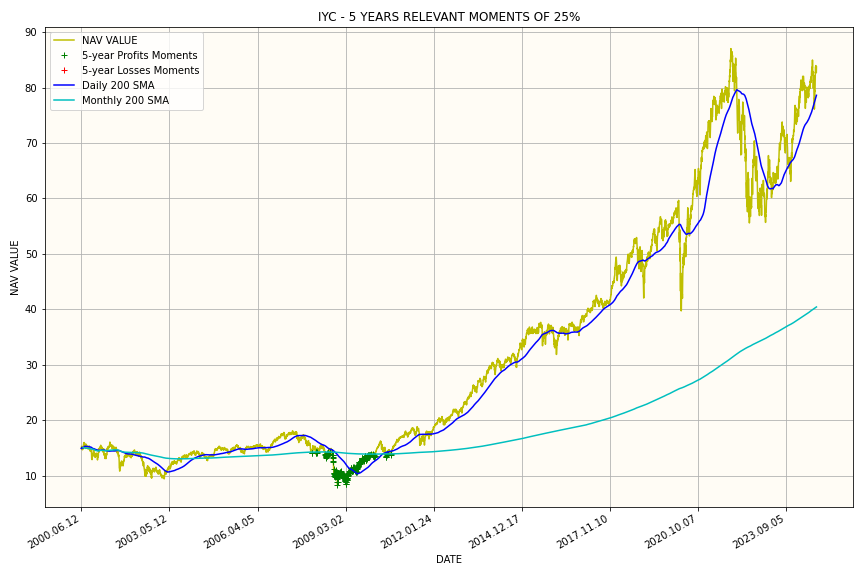 IYC - 5 YEARS RELEVANT MOMENTS OF 25%
NAV VALUE
5-year Profits Moments
5-year Losses Moments
Daily 200 SMA
Monthly 200 SMA
90
80
70
60
50
40
30
20
10
NAV VALUE
2000.06.12
2003.05.12
2006.04.05
2009.03.02
2012.01.24
2014.12.17
2017.11.10
2020.10.07
2023.09.05
DATE